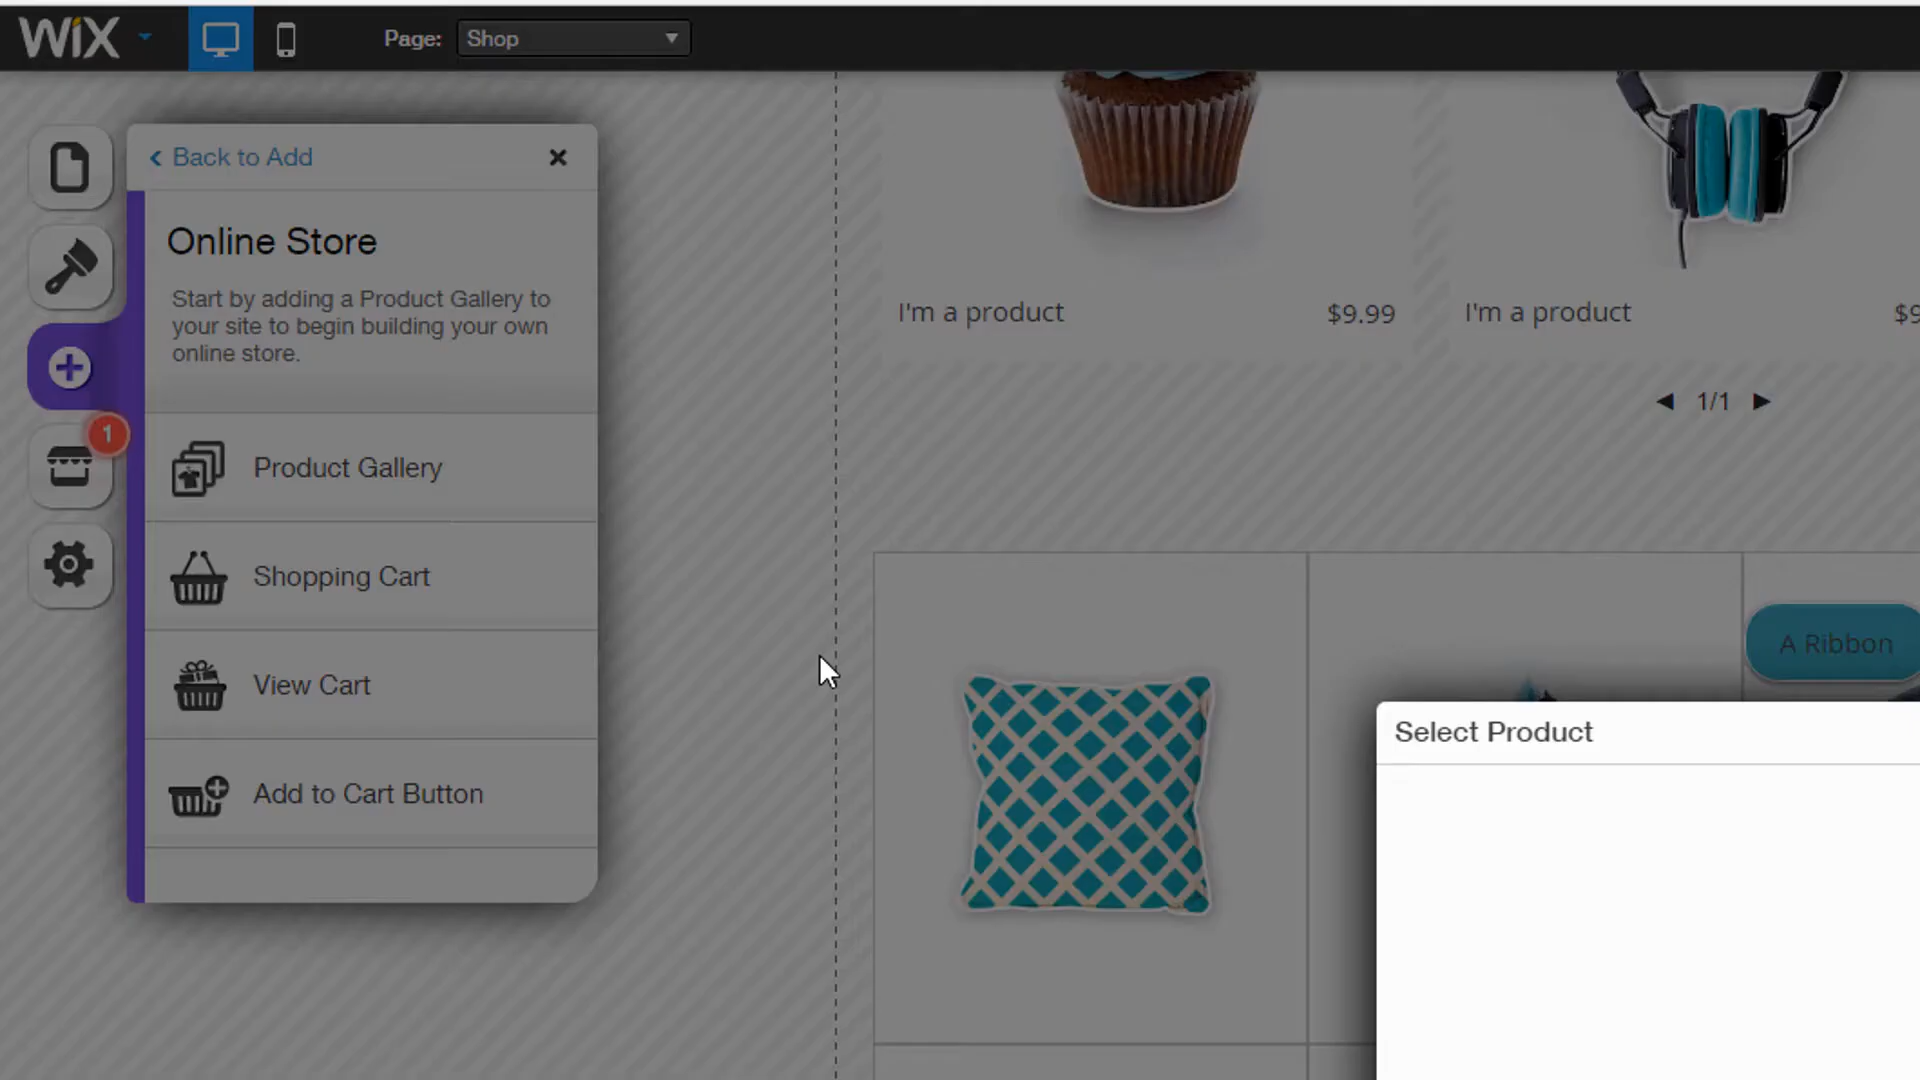 WiX
Page:
Shop
Back to Add
Online Store
Start by adding a Product Gallery to
your site to begin building your own
online store.
1
Product Gallery
Shopping Cart
View Cart
Add to Cart Button
I'm a product
$9.99
I'm a product
$9
1/1
A Ribbon
Select Product